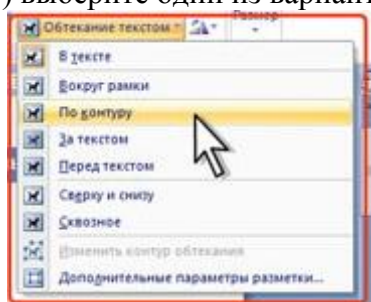 ) выберите один из вариант
Обтекание текстом Размер
В тексте
Вокруг рамки
По контуру
За текстом
Перед текстом
Сверху и снизу
Сквозное
Изменить контур обтекания
Дополнительные параметры разметки...